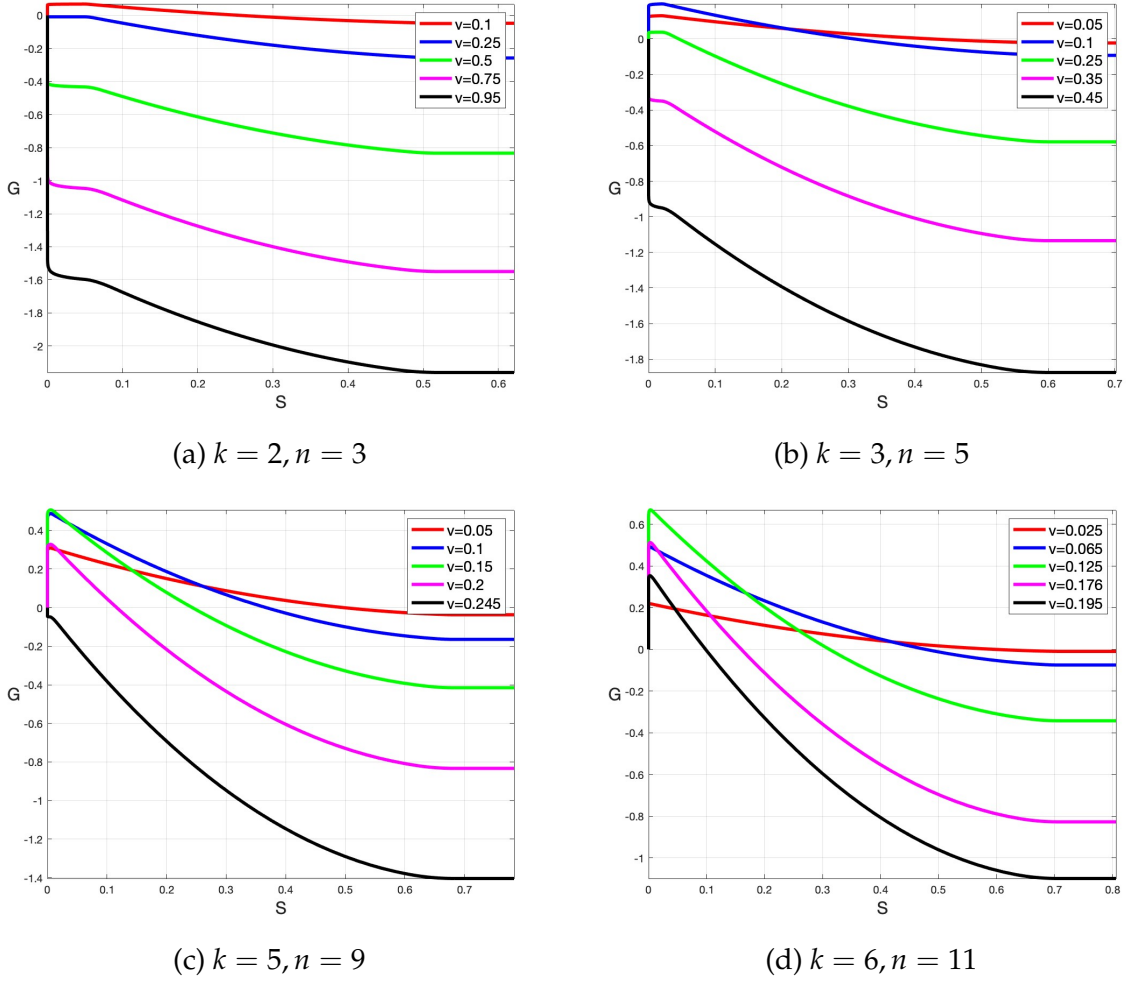 0
-0.2
-0.4
-0.6
-0.8
-1
-1.2
-1.4
-1.6
-1.8
-2
G
0
0.1
0.2
0.3
0.4
0.5
0.6
S
v=0.1
v=0.25
v=0.5
v=0.75
v=0.95
(a) k = 2, n = 3
0
-0.2
-0.4
-0.6
-0.8
-1
-1.2
-1.4
-1.6
-1.8
G
0
0.1
0.2
0.3
0.4
0.5
0.6
0.7
S
v=0.05
v=0.1
v=0.25
v=0.35
v=0.45
(b) k = 3, n = 5
0.4
0.2
0
-0.2
-0.4
-0.6
-0.8
-1
-1.2
-1.4
G
0
0.1
0.2
0.3
0.4
0.5
0.6
0.7
S
v=0.05
v=0.1
v=0.15
v=0.2
v=0.245
(c) k = 5, n = 9
0.6
0.4
0.2
0
-0.2
-0.4
-0.6
-0.8
-1
G
0
0.1
0.2
0.3
0.4
0.5
0.6
0.7
0.8
S
v=0.025
v=0.065
v=0.125
v=0.176
v=0.195
(d) k = 6, n = 11